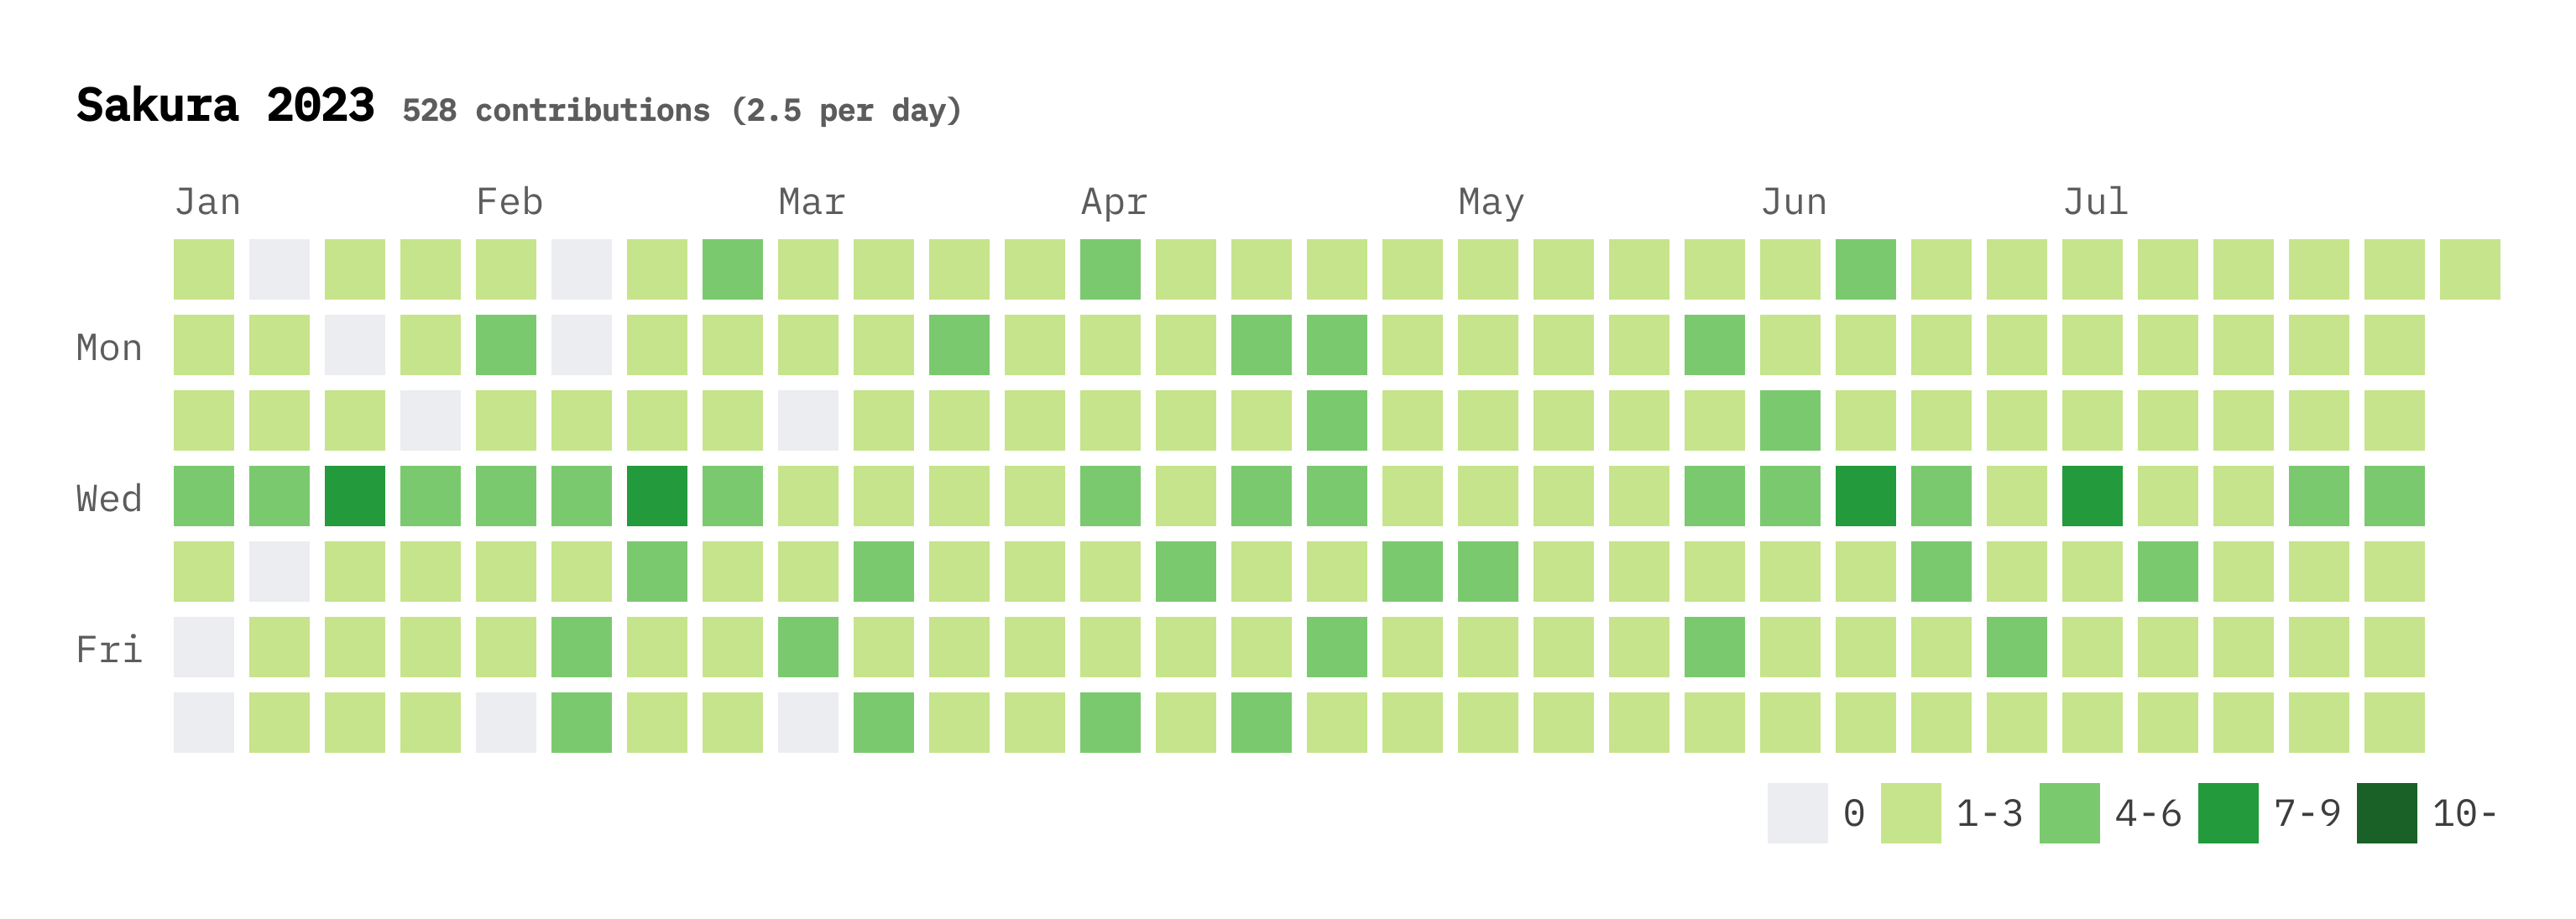 Sakura 2023 528 contributions (2.5 per day)
Jan Feb Mar Apr May Jun Jul
Mon
Wed
Fri
0 1-3 4-6 7-9 10-